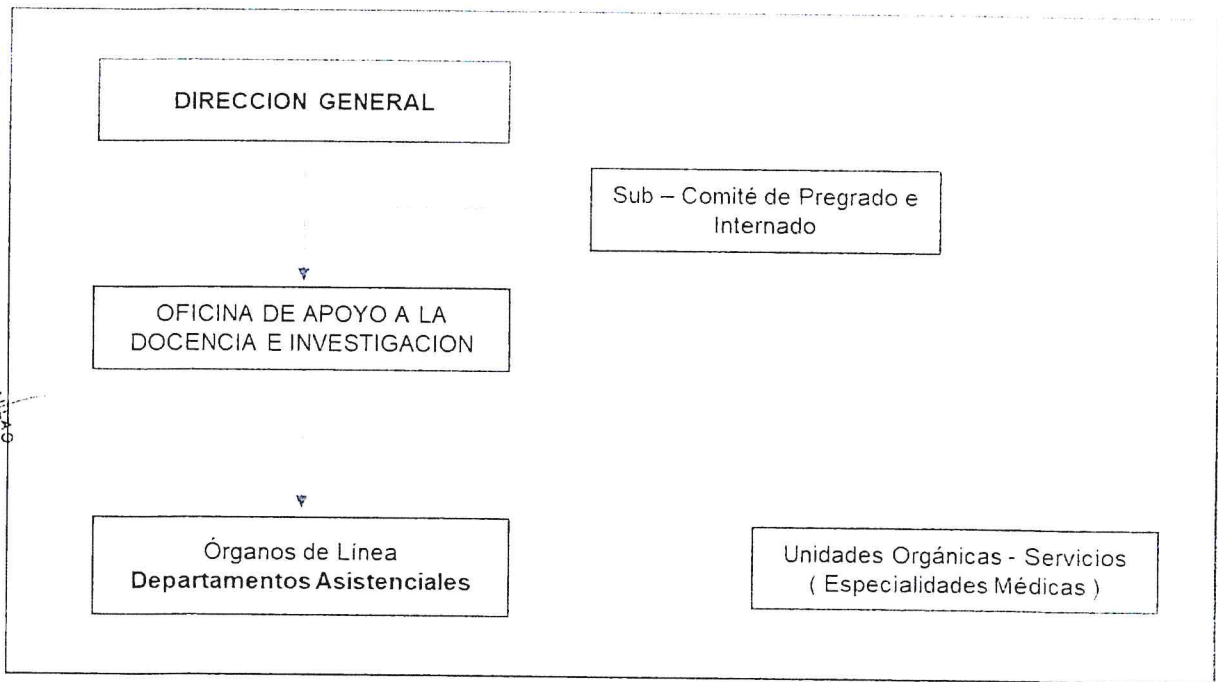 DIRECCION GENERAL
Sub – Comité de Pregrado e
Internado
OFICINA DE APOYO A LA
DOCENCIA E INVESTIGACION
Órganos de Línea
Departamentos Asistenciales
Unidades Orgánicas - Servicios
( Especialidades Médicas )